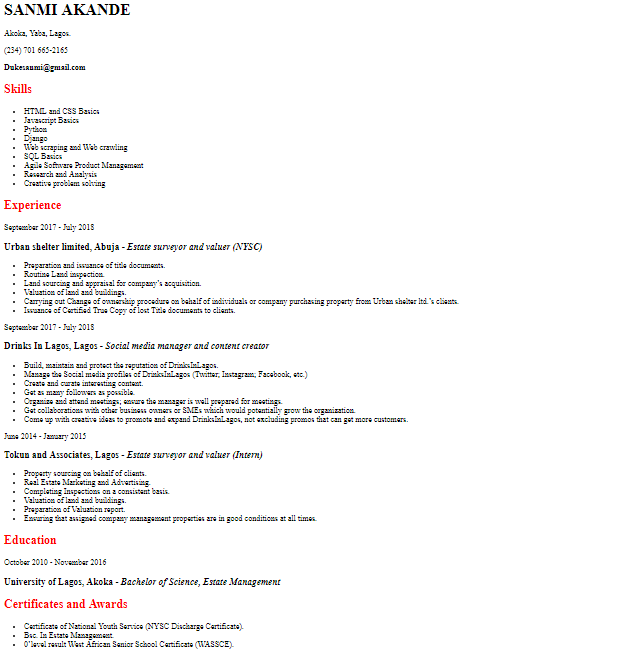 SANMI AKANDE
Akoka, Yaba, Lagos.
(234) 701 665-2165
Dukesanmi@gmail.com
Skills
HTML and CSS Basics
Javascript Basics
Python
Django
Web scraping and Web crawling
SQL Basics
Agile Software Product Management
Research and Analysis
Creative problem solving
Experience
September 2017 - July 2018
Urban shelter limited, Abuja - Estate surveyor and valuer (NYSC)
Preparation and issuance of title documents.
Routine Land inspection.
Land sourcing and appraisal for company's acquisition.
Valuation of land and buildings.
Carrying out Change of ownership procedure on behalf of individuals or company purchasing property from Urban shelter ltd.'s clients.
Issuance of Certified True Copy of lost Title documents to clients.
September 2017 - July 2018
Drinks In Lagos, Lagos - Social media manager and content creator
Build, maintain and protect the reputation of DrinksInLagos.
Manage the Social media profiles of DrinksInLagos (Twitter, Instagram; Facebook, etc.)
Create and curate interesting content.
Get as many followers as possible.
Organize and attend meetings; ensure the manager is well prepared for meetings.
Get collaborations with other business owners or SMEs which would potentially grow the organization.
Come up with creative ideas to promote and expand DrinksInLagos, not excluding promos that can get more customers.
June 2014 - January 2015
Tokun and Associates, Lagos - Estate surveyor and valuer (Intern)
Property sourcing on behalf of clients.
Real Estate Marketing and Advertising.
Completing Inspections on a consistent basis.
Valuation of land and buildings.
Preparation of Valuation report.
Ensuring that assigned company management properties are in good conditions at all times.
Education
October 2010 - November 2016
University of Lagos, Akoka - Bachelor of Science, Estate Management
Certificates and Awards
Certificate of National Youth Service (NYSC Discharge Certificate).
Bsc. In Estate Management.
0'level result West African Senior School Certificate (WASSCE).